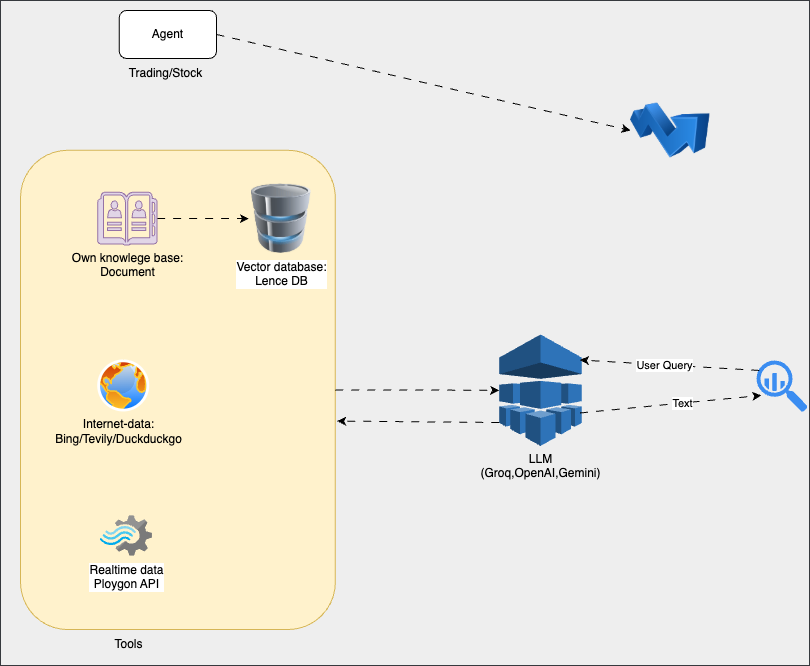 Agent
Trading/Stock
Own knowlege base:
Document
Vector database:
Lence DB
User Query
Internet-data:
Bing/Tevily/Duckduckgo
Text
LLM
(Groq,OpenAI,Gemini)
Realtime data
Ploygon API
Tools